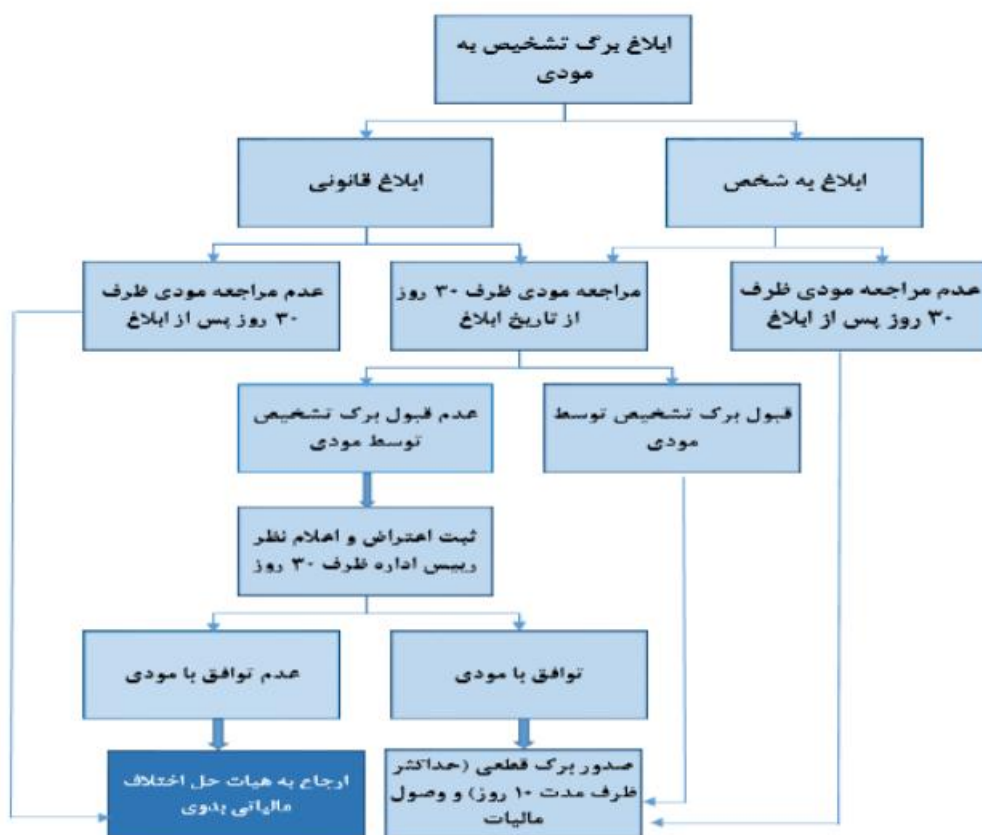 ابلاغ برگ تشخیص به
مودی
ابلاغ به شخص
ابلاغ قانونی
عدم مراجعه مودی ظرف
۳۰ روز پس از ابلاغ
مراجعه مودی ظرف ۳۰ روز
از تاریخ ابلاغ
عدم مراجعه مودی ظرف
۳۰ روز پس از ابلاغ
قبول برگ تشخیص توسط
مودی
عدم قبول برگ تشخیص
توسط مودی
ثبت اعتراض و اعلام نظر
رییس اداره ظرف ۳۰ روز
توافق با مودی
عدم توافق با مودی
صدور برگ قطعی (حداکثر
ظرف مدت ۱۰ روز) و وصول
مالیات
ارجاع به هیات حل اختلاف
مالیاتی بدوی